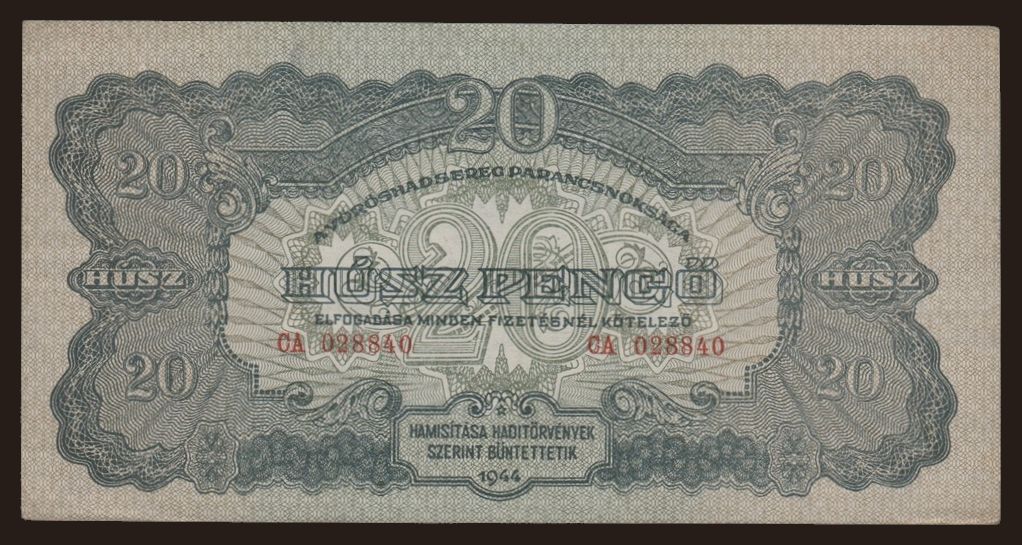 20
20 20
A VÖRÖSHADSEREG PARANCSNOKSÁGA
20
HÚSZ HÚSZ PENGŐ HÚSZ
ELFOGADÁSA MINDEN FIZETÉSNÉL KÖTELEZŐ
CA 028840 CA 028840
20 20
HAMISÍTÁSA HADITÖRVÉNYEK
SZERINT BÜNTETTETIK
1944